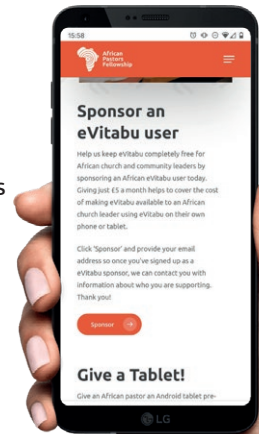 15:58
African
Pastors
Fellowship
Sponsor an
eVitabu user
Help us keep eVitabu completely free for
African church and community leaders by
sponsoring an African eVitabu user today.
Giving just £5 a month helps to cover the cost
of making eVitabu available to an African
church leader using eVitabu on their own
phone or tablet.
s
Click 'Sponsor' and provide your email
address so once you've signed up as a
eVitabu sponsor, we can contact you with
information about who you are supporting.
Thank you!
Sponsor
Give a Tablet!
Give an African pastor an Android tablet pre-
LG